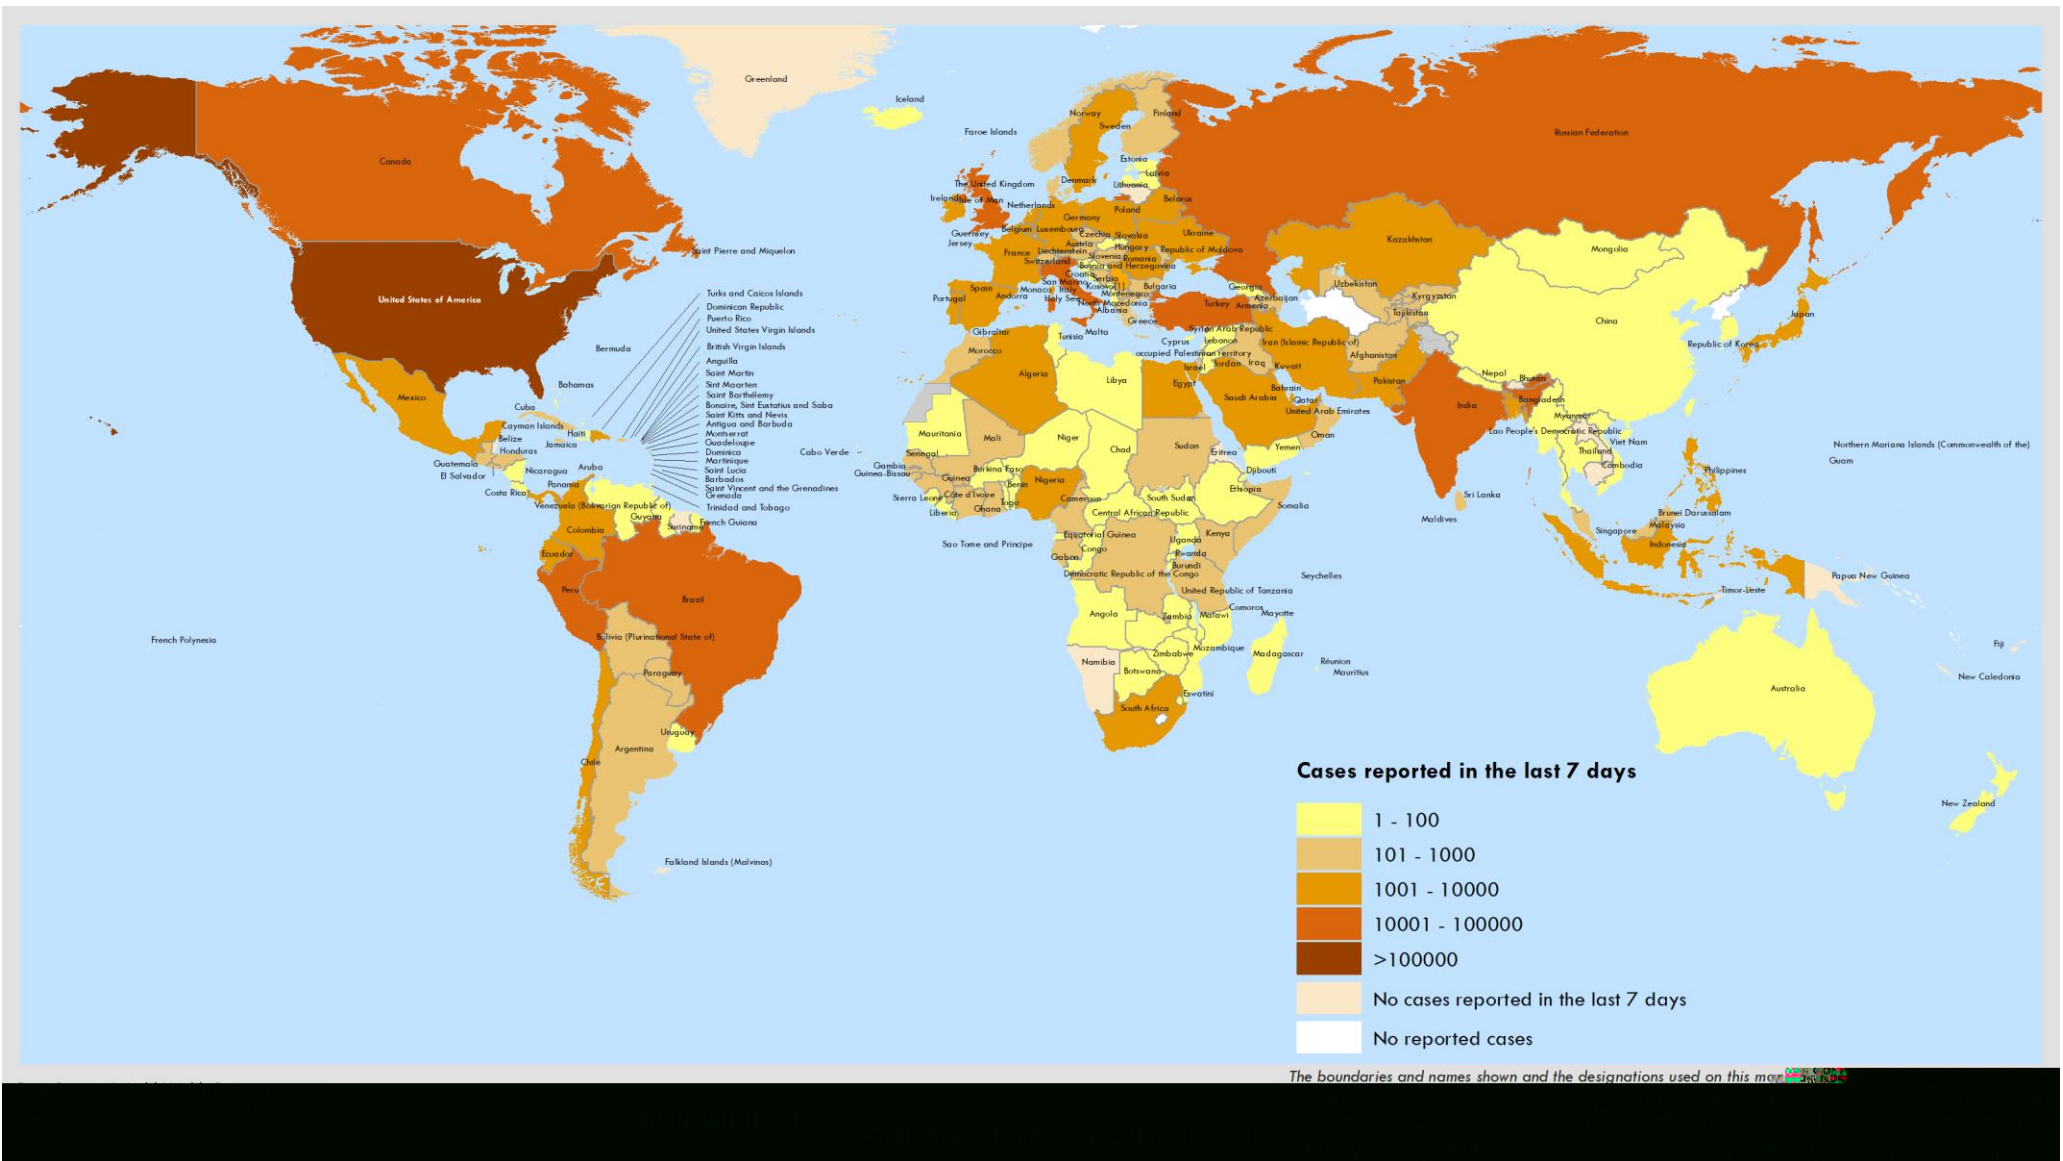 Greenland
Iceland
Faroe Islands
Norway
Finland
Sweden
Russian Federation
Canada
Estonia
Latvia
Denmark
Lithuania
The United Kingdom
Ireland
Isle of Man
Netherlands
Belarus
Poland
Germany
Guernsey
Belgium
Luxembourg
Czechia
Slovakia
Ukraine
Jersey
Austria
Hungary
Republic of Moldova
Saint Pierre and Miquelon
France
Liechtenstein
Slovenia
Romania
Kazakhstan
Mongolia
Switzerland
Bosnia and Herzegovina
Croatia
Serbia
San Marino
Kosovo[1]
Bulgaria
Georgia
Uzbekistan
Spain
Andorra
Monaco
Italy
Montenegro
Azerbaijan
Kyrgyzstan
United States of America
Portugal
Holy See
North Macedonia
Turkey
Armenia
Tajikistan
Albania
Greece
China
Japan
Turks and Caicos Islands
Dominican Republic
Puerto Rico
United States Virgin Islands
British Virgin Islands
Anguilla
Saint Martin
Sint Maarten
Saint Barthélemy
Bonaire, Sint Eustatius and Saba
Saint Kitts and Nevis
Antigua and Barbuda
Montserrat
Guadeloupe
Dominica
Martinique
Saint Lucia
Barbados
Saint Vincent and the Grenadines
Grenada
Trinidad and Tobago
Bermuda
Bahamas
Mexico
Cuba
Cayman Islands
Haiti
Belize
Jamaica
Honduras
Guatemala
El Salvador
Nicaragua
Aruba
Costa Rica
Panama
Venezuela (Bolivarian Republic of)
Guyana
Suriname
French Guiana
Colombia
Ecuador
Peru
Brazil
Bolivia (Plurinational State of)
Paraguay
Uruguay
Argentina
Chile
Falkland Islands (Malvinas)
French Polynesia
Gibraltar
Tunisia
Malta
Cyprus
Syrian Arab Republic
Lebanon
Iran (Islamic Republic of)
Republic of Korea
Morocco
occupied Palestinian territory
Afghanistan
Israel
Jordan
Iraq
Kuwait
Algeria
Libya
Egypt
Bahrain
Pakistan
Nepal
Bhutan
Saudi Arabia
Qatar
United Arab Emirates
India
Bangladesh
Myanmar
Lao People's Democratic Republic
Viet Nam
Thailand
Cambodia
Northern Mariana Islands (Commonwealth of the)
Guam
Philippines
Mauritania
Mali
Niger
Sudan
Oman
Cabo Verde
Senegal
Chad
Eritrea
Yemen
Gambia
Guinea-Bissau
Guinea
Burkina Faso
Benin
Nigeria
Djibouti
Ethiopia
Sierra Leone
Côte d'Ivoire
Togo
Ghana
Cameroon
South Sudan
Somalia
Liberia
Central African Republic
Sri Lanka
Maldives
Brunei Darussalam
Malaysia
Singapore
Indonesia
Sao Tome and Principe
Equatorial Guinea
Congo
Gabon
Uganda
Kenya
Rwanda
Burundi
Democratic Republic of the Congo
United Republic of Tanzania
Seychelles
Timor-Leste
Papua New Guinea
Angola
Zambia
Malawi
Comoros
Mayotte
Mozambique
Zimbabwe
Madagascar
Namibia
Botswana
Réunion
Mauritius
Eswatini
South Africa
Fiji
New Caledonia
Australia
New Zealand
Cases reported in the last 7 days
1 - 100
101 - 1000
1001 - 10000
10001 - 100000
>100000
No cases reported in the last 7 days
No reported cases
The boundaries and names shown and the designations used on this